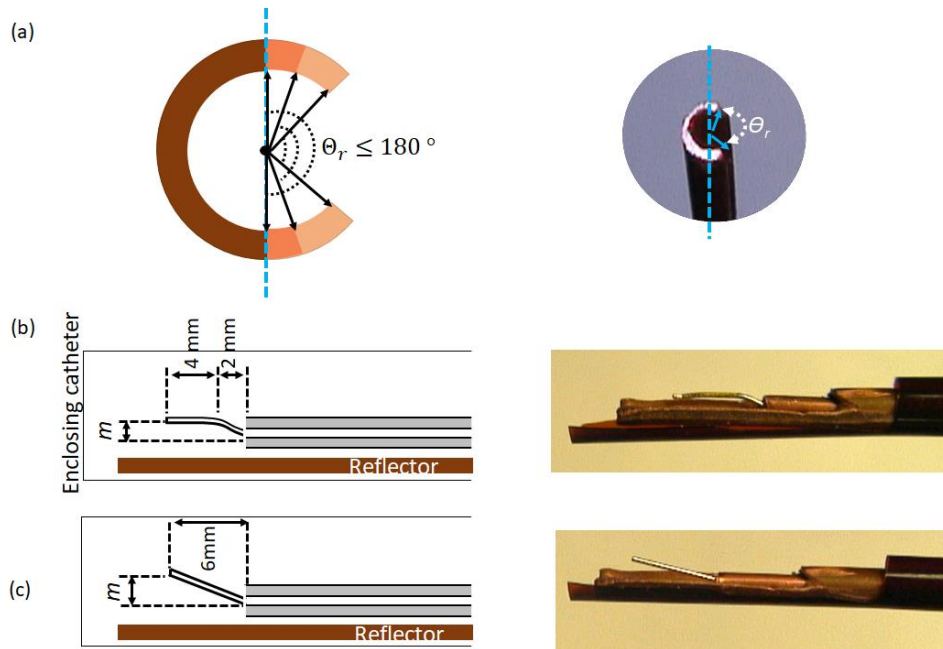 (a)
Θr ≤ 180 °
Θr
(b)
Enclosing catheter
4 mm
2 mm
m
Reflector
(c)
6mm
m
Reflector